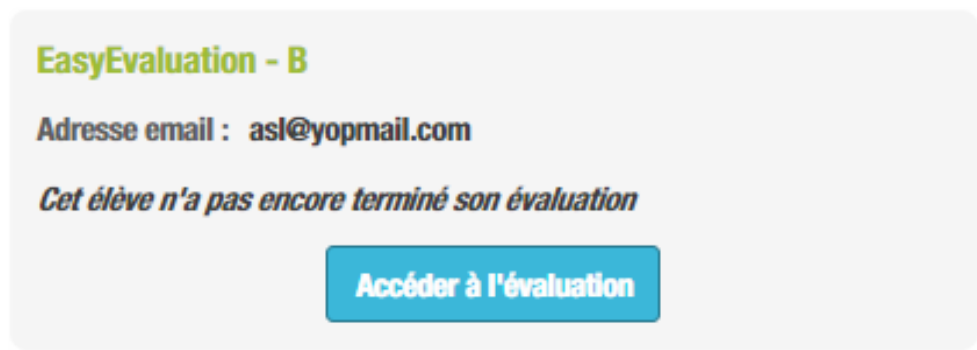 EasyEvaluation - B
Adresse email : asl@yopmail.com
Cet élève n'a pas encore terminé son évaluation
Accéder à l'évaluation